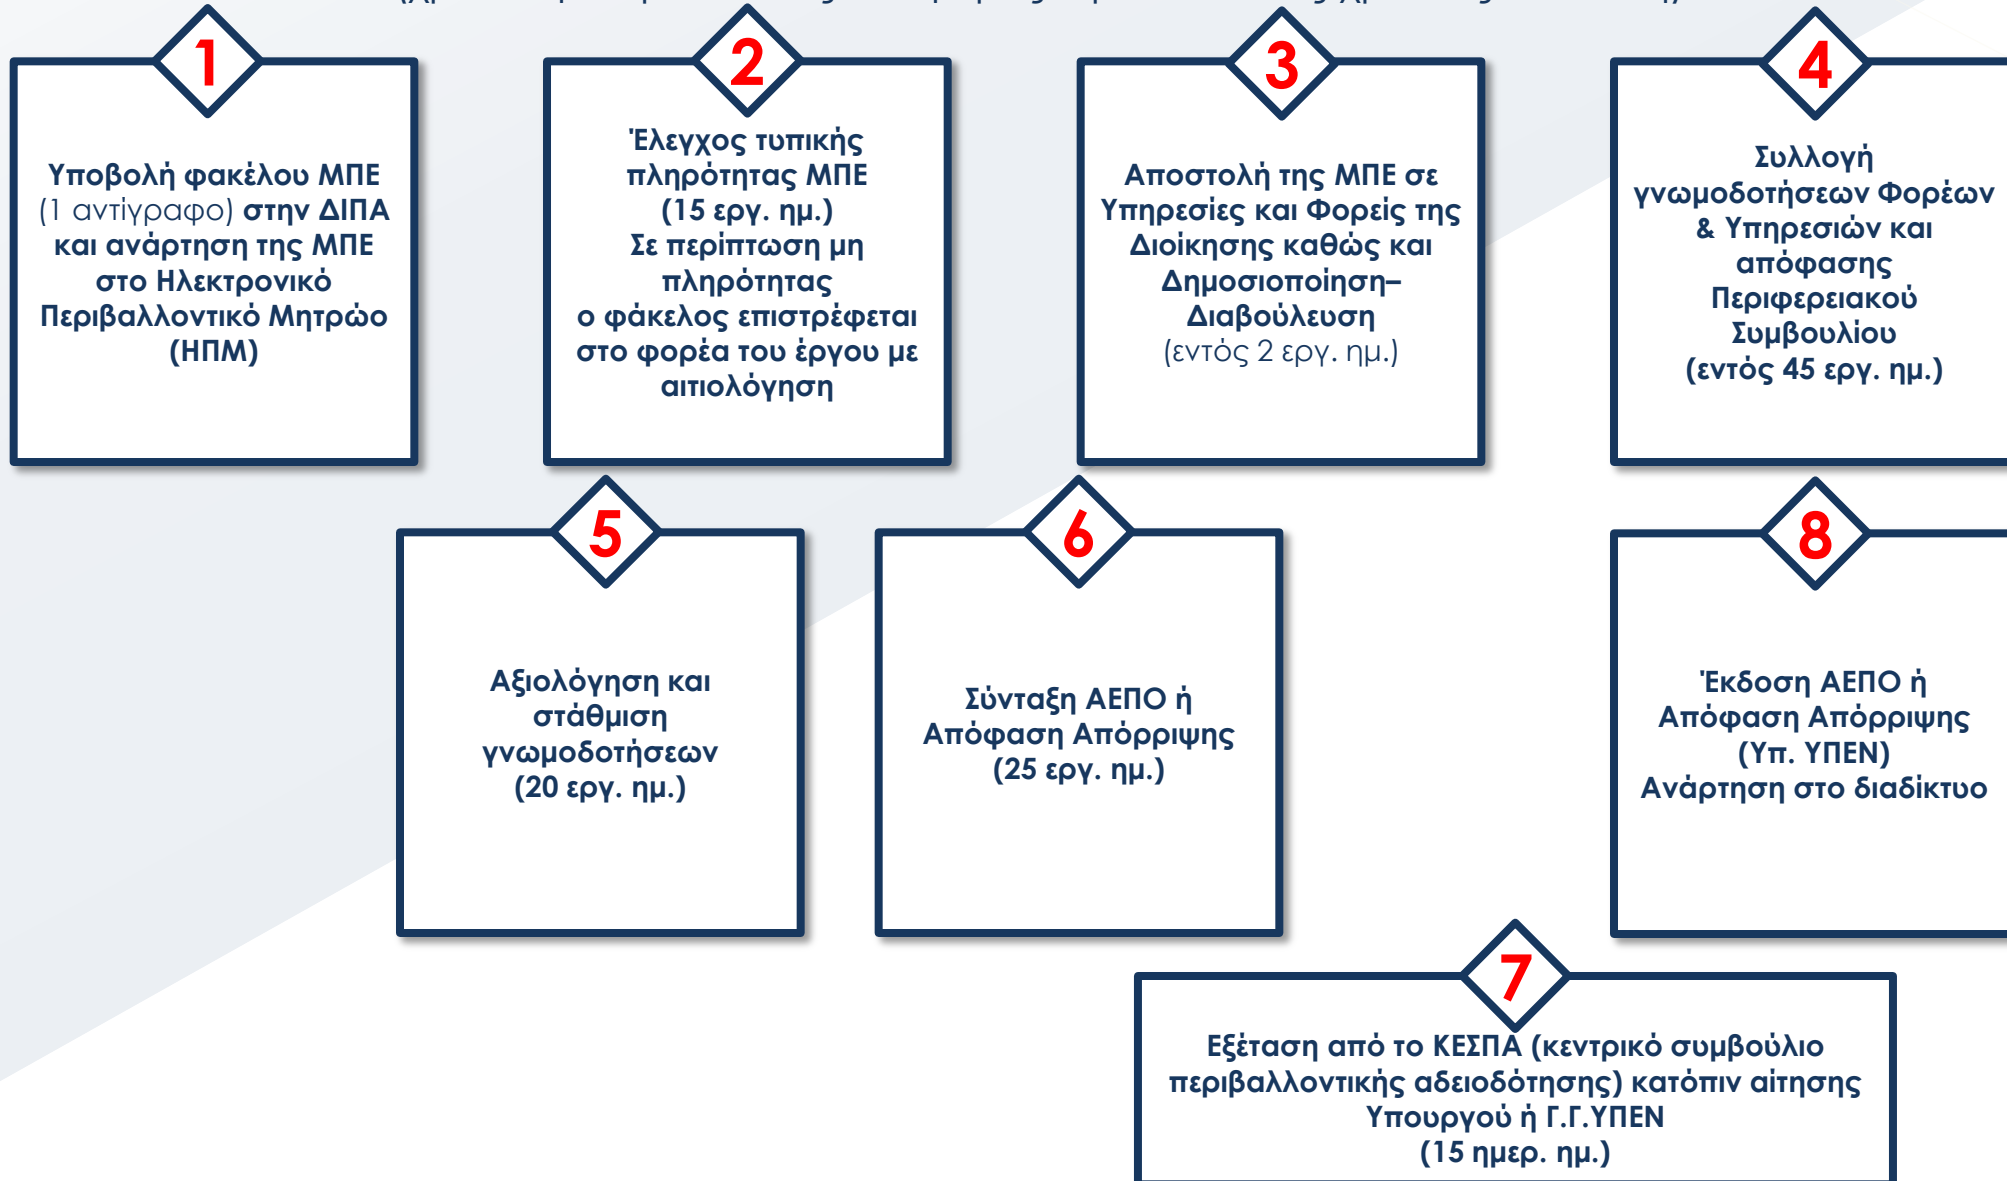 1
Υποβολή φακέλου ΜΠΕ
(1 αντίγραφο) στην ΔΙΠΑ
και ανάρτηση της ΜΠΕ
στο Ηλεκτρονικό
Περιβαλλοντικό Μητρώο
(ΗΠΜ)
2
Έλεγχος τυπικής
πληρότητας ΜΠΕ
(15 εργ. ημ.)
Σε περίπτωση μη
πληρότητας
ο φάκελος επιστρέφεται
στο φορέα του έργου με
αιτιολόγηση
3
Αποστολή της ΜΠΕ σε
Υπηρεσίες και Φορείς της
Διοίκησης καθώς και
Δημοσιοποίηση–
Διαβούλευση
(εντός 2 εργ. ημ.)
4
Συλλογή
γνωμοδοτήσεων Φορέων
& Υπηρεσιών και
απόφασης
Περιφερειακού
Συμβουλίου
(εντός 45 εργ. ημ.)
5
Αξιολόγηση και
στάθμιση
γνωμοδοτήσεων
(20 εργ. ημ.)
6
Σύνταξη ΑΕΠΟ ή
Απόφαση Απόρριψης
(25 εργ. ημ.)
8
Έκδοση ΑΕΠΟ ή
Απόφαση Απόρριψης
(Υπ. ΥΠΕΝ)
Ανάρτηση στο διαδίκτυο
7
Εξέταση από το ΚΕΣΠΑ (κεντρικό συμβούλιο
περιβαλλοντικής αδειοδότησης) κατόπιν αίτησης
Υπουργού ή Γ.Γ.ΥΠΕΝ
(15 ημερ. ημ.)